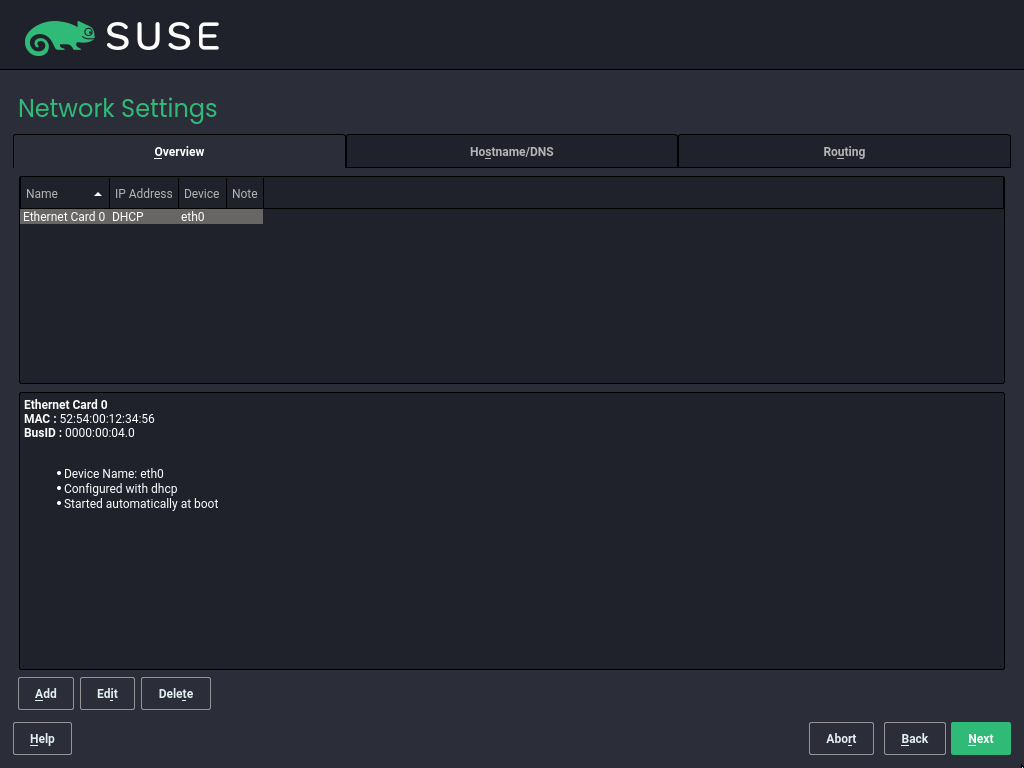 SUSE
Network Settings
Overview Hostname/DNS Routing
Name IP Address Device Note
Ethernet Card 0 DHCP eth0
Ethernet Card 0
MAC : 52:54:00:12:34:56
BusID : 0000:00:04.0
• Device Name: eth0
• Configured with dhcp
• Started automatically at boot
Add Edit Delete
Help Abort Back Next